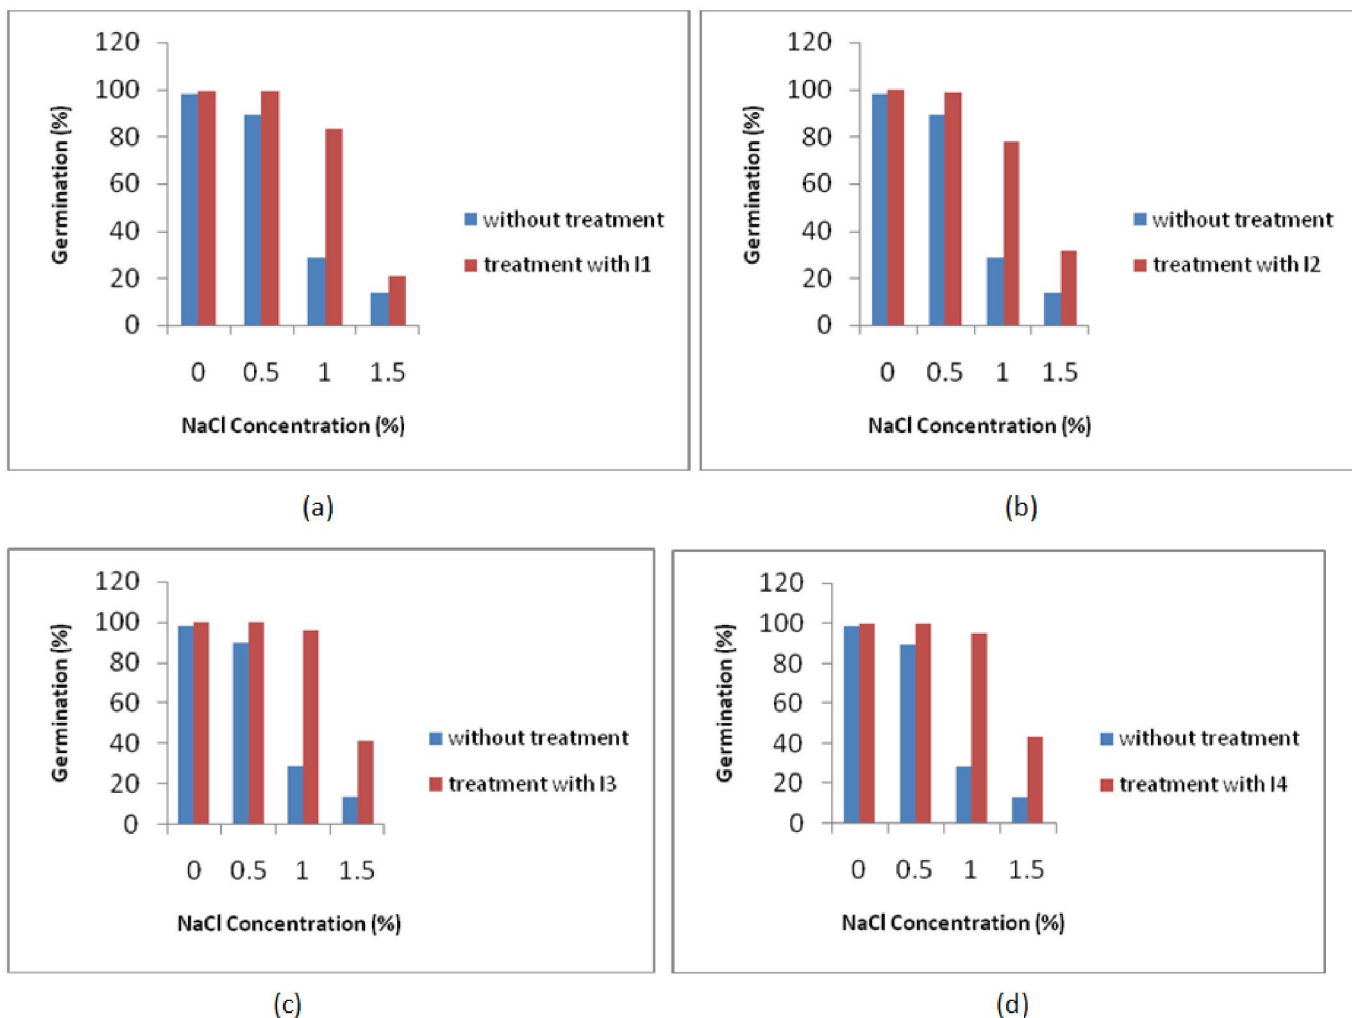 120
100
80
60
40
20
0
Germination (%)
0 0.5 1 1.5
NaCl Concentration (%)
without treatment
treatment with I1
(a)
120
100
80
60
40
20
0
Germination (%)
0 0.5 1 1.5
NaCl Concentration (%)
without treatment
treatment with I2
(b)
120
100
80
60
40
20
0
Germination (%)
0 0.5 1 1.5
NaCl Concentration (%)
without treatment
treatment with I3
(c)
120
100
80
60
40
20
0
Germination (%)
0 0.5 1 1.5
NaCl Concentration (%)
without treatment
treatment with I4
(d)